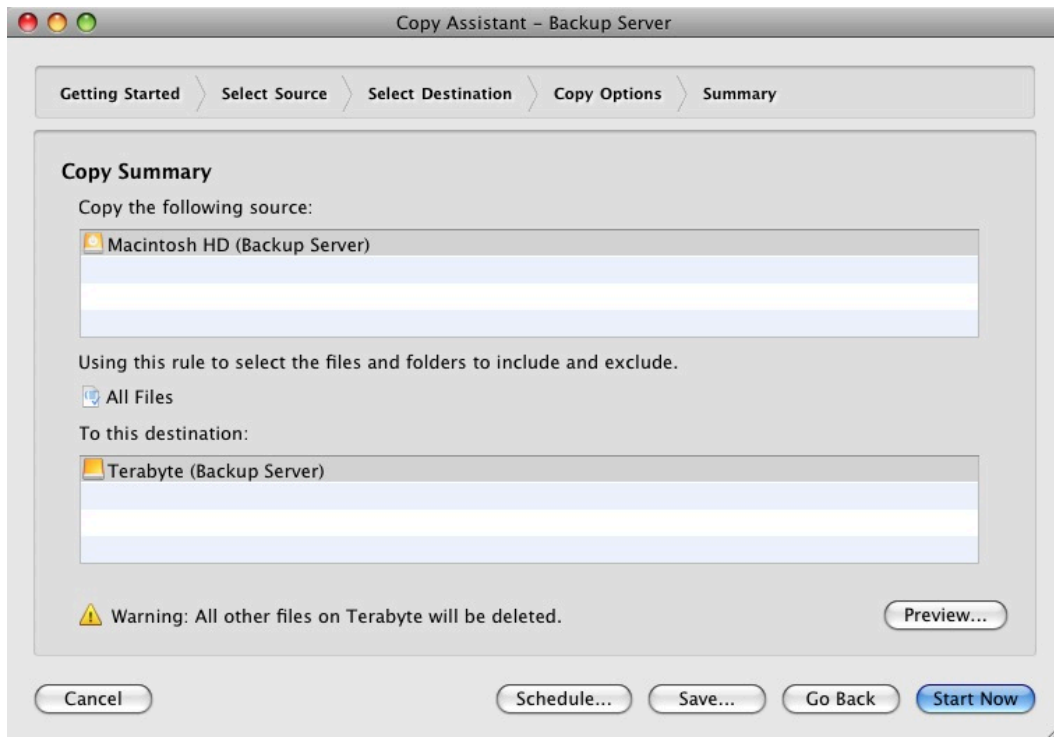 Copy Assistant – Backup Server
Getting Started Select Source Select Destination Copy Options Summary
Copy Summary
Copy the following source:
Macintosh HD (Backup Server)
Using this rule to select the files and folders to include and exclude.
All Files
To this destination:
Terabyte (Backup Server)
Warning: All other files on Terabyte will be deleted.
Preview...
Cancel Schedule... Save... Go Back Start Now